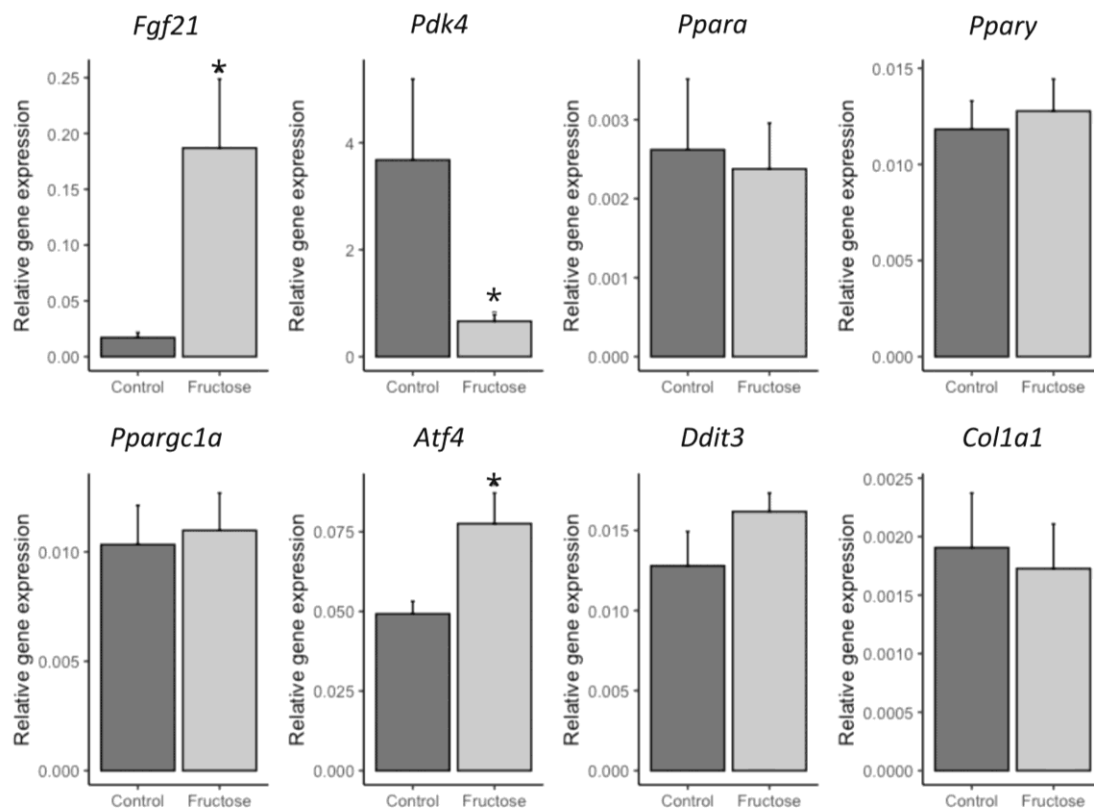 Fgf21 Pdk4 Ppara Ppary
*
0.25
0.20
0.15
0.10
0.05
0.00
Relative gene expression
Control Fructose
*
4
2
0
Relative gene expression
Control Fructose
0.003
0.002
0.001
0.000
Relative gene expression
Control Fructose
0.015
0.010
0.005
0.000
Relative gene expression
Control Fructose
Ppargc1a Atf4 Ddit3 Col1a1
0.010
0.005
0.000
Relative gene expression
Control Fructose
*
0.075
0.050
0.025
0.000
Relative gene expression
Control Fructose
0.015
0.010
0.005
0.000
Relative gene expression
Control Fructose
0.0025
0.0020
0.0015
0.0010
0.0005
0.0000
Relative gene expression
Control Fructose